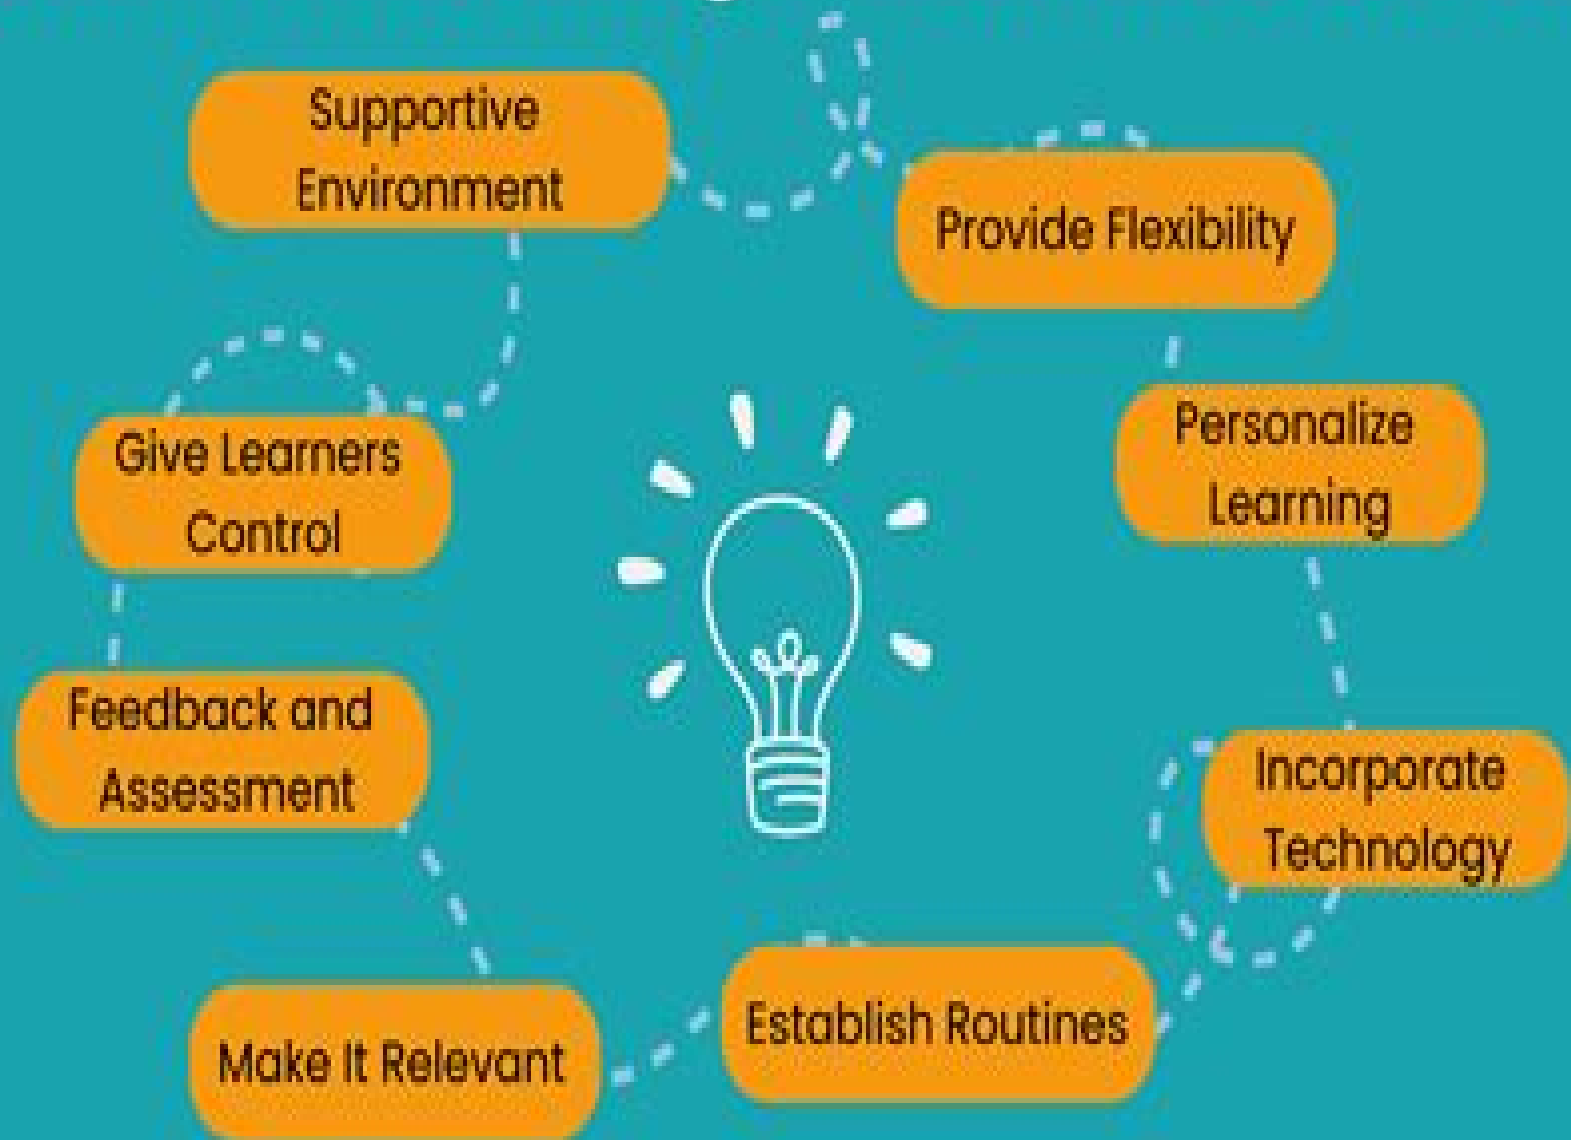 Supportive
Environment
Provide Flexibility
Give Learners
Control
Personalize
Learning
Feedback and
Assessment
Incorporate
Technology
Make It Relevant
Establish Routines